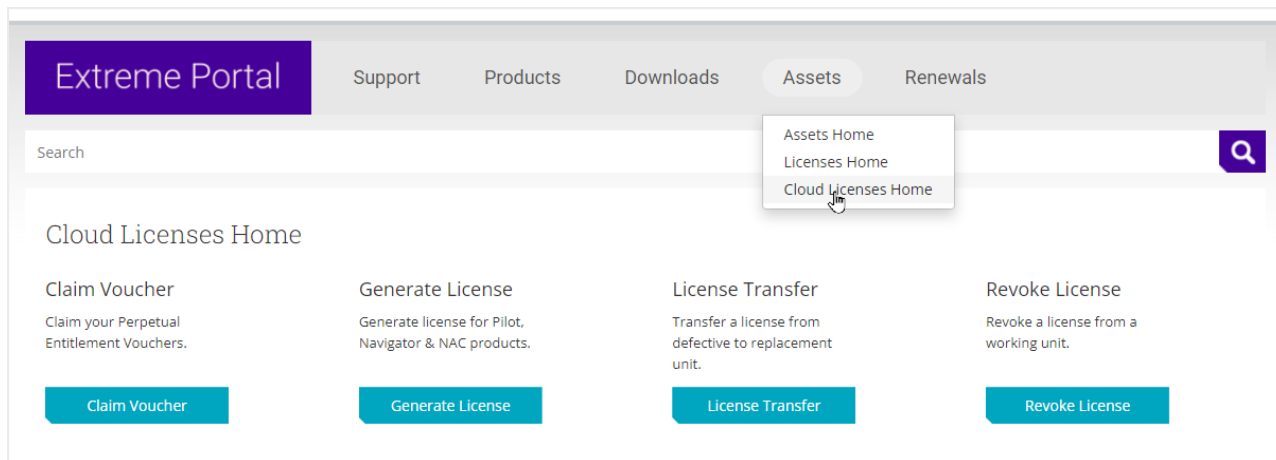 Extreme Portal
Support
Products
Downloads
Assets
Renewals
Assets Home
Licenses Home
Cloud Licenses Home
Search
Cloud Licenses Home
Claim Voucher
Claim your Perpetual
Entitlement Vouchers.
Claim Voucher
Generate License
Generate license for Pilot,
Navigator & NAC products.
Generate License
License Transfer
Transfer a license from
defective to replacement
unit.
License Transfer
Revoke License
Revoke a license from a
working unit.
Revoke License